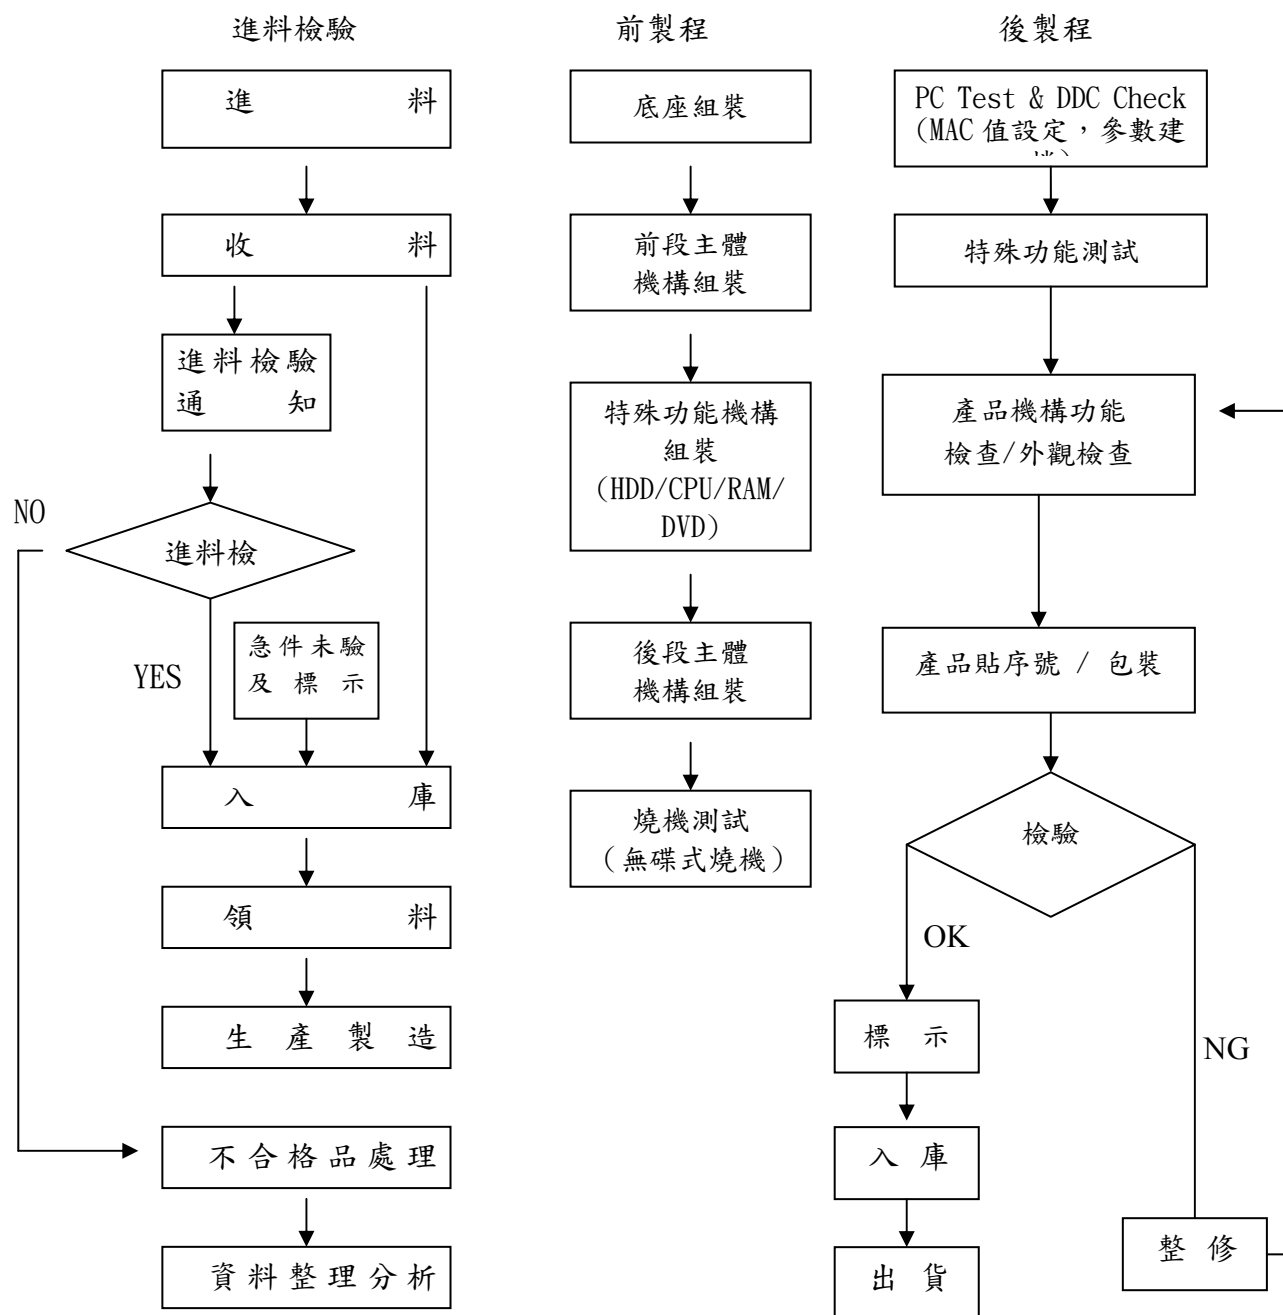 進料檢驗
進料
收料
進料檢驗
通知
NO
進料檢
YES
急件未驗
及標示
入庫
領料
生產製造
不合格品處理
資料整理分析
前製程
底座組裝
前段主體
機構組裝
特殊功能機構
組裝
(HDD/CPU/RAM/
DVD)
後段主體
機構組裝
燒機測試
(無碟式燒機)
後製程
PC Test & DDC Check
(MAC 值設定，參數建
特殊功能測試
產品機構功能
檢查/外觀檢查
產品貼序號 / 包裝
檢驗
OK
NG
標示
入庫
出貨
整修